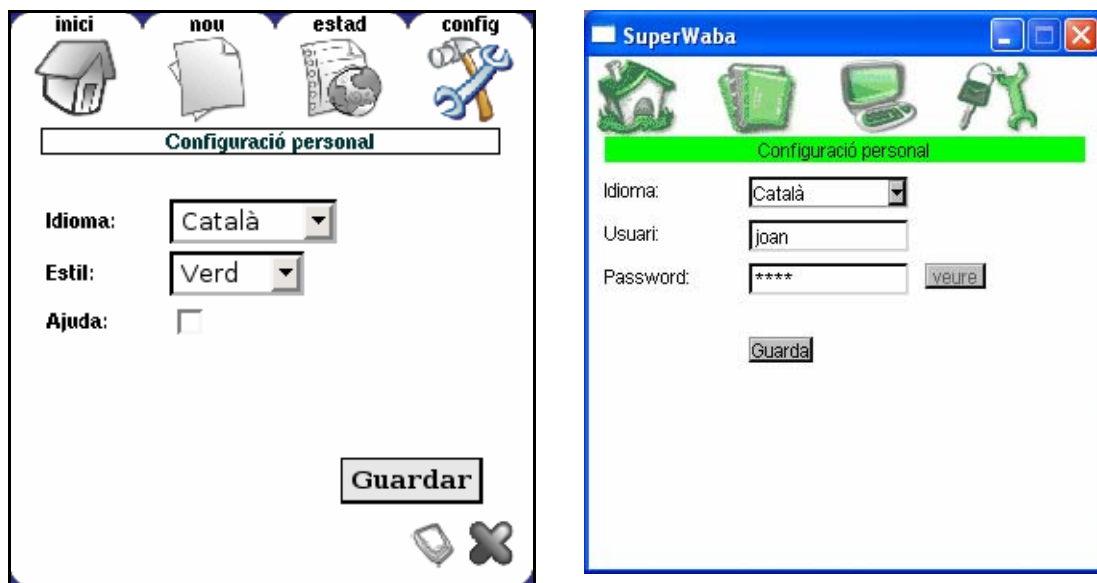 inici nou estad config
Configuració personal
Idioma: Català
Estil: Verd
Ajuda:
Guardar
SuperWaba
Configuració personal
Idioma: Català
Usuari: joan
Password: **** veure
Guarda